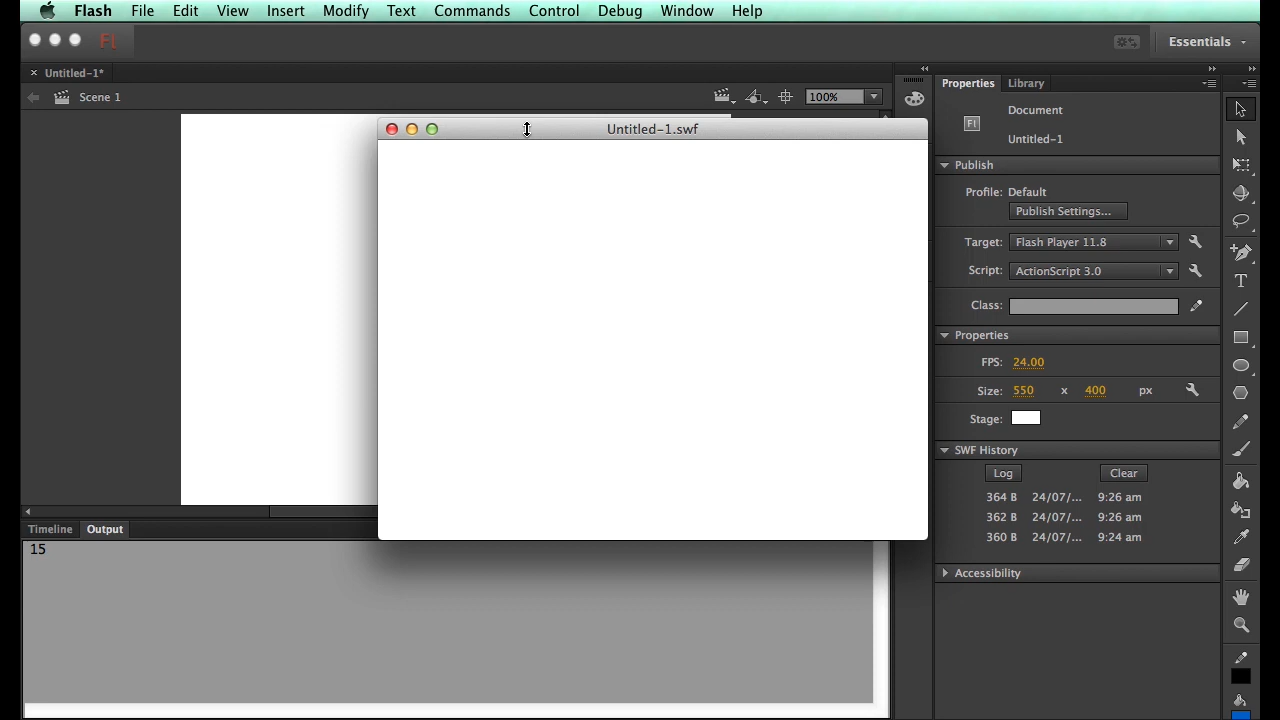 Flash File Edit View Insert Modify Text Commands Control Debug Window Help
Fl Essentials
Untitled-1*
Scene 1 100%
Untitled-1.swf
Properties Library
Fl Document
Untitled-1
Publish
Profile: Default
Publish Settings...
Target: Flash Player 11.8
Script: ActionScript 3.0
Class:
Properties
FPS: 24.00
Size: 550 x 400 px
Stage:
SWF History
Log Clear
364 B 24/07/... 9:26 am
362 B 24/07/... 9:26 am
360 B 24/07/... 9:24 am
Accessibility
Timeline Output
15